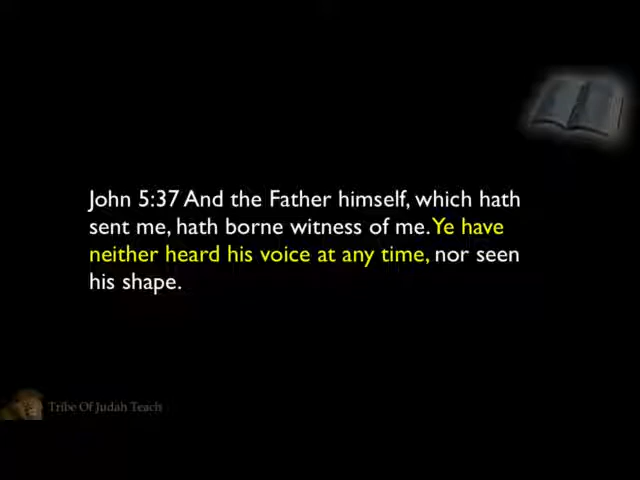 John 5:37 And the Father himself, which hath
sent me, hath borne witness of me. Ye have
neither heard his voice at any time, nor seen
his shape.
Tribe Of Judah Teach